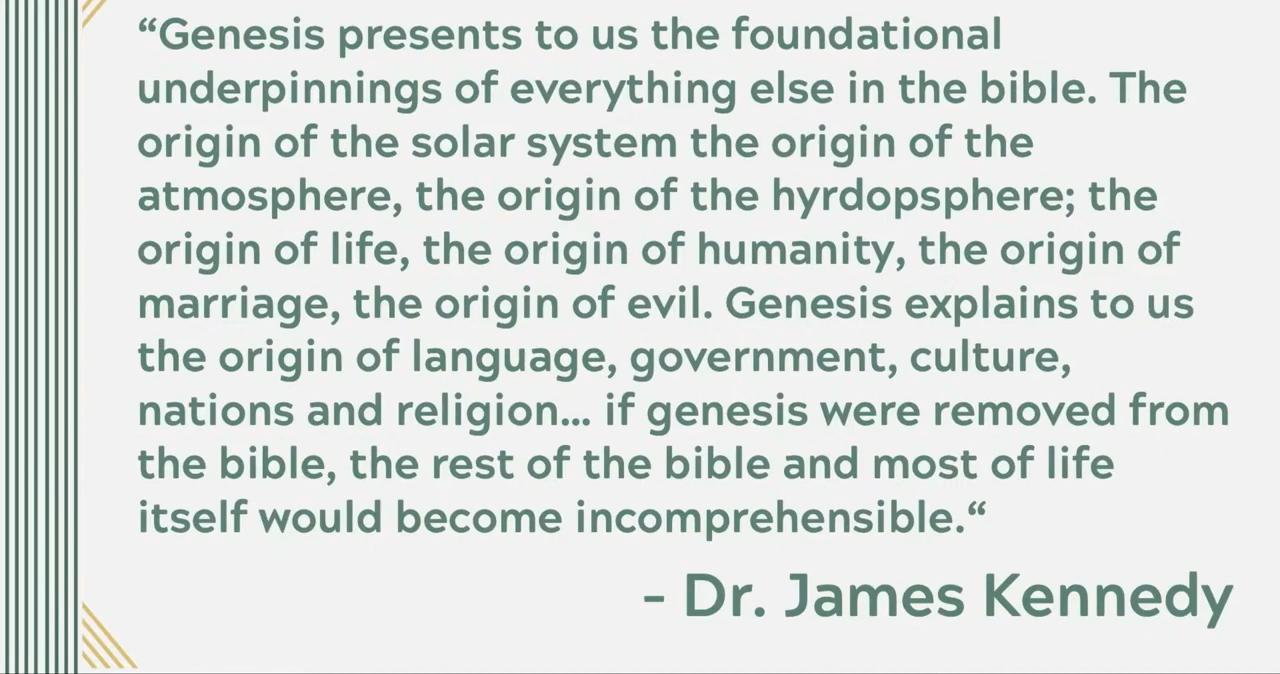 “Genesis presents to us the foundational
underpinnings of everything else in the bible. The
origin of the solar system the origin of the
atmosphere, the origin of the hyrdopsphere; the
origin of life, the origin of humanity, the origin of
marriage, the origin of evil. Genesis explains to us
the origin of language, government, culture,
nations and religion... if genesis were removed from
the bible, the rest of the bible and most of life
itself would become incomprehensible.“
- Dr. James Kennedy